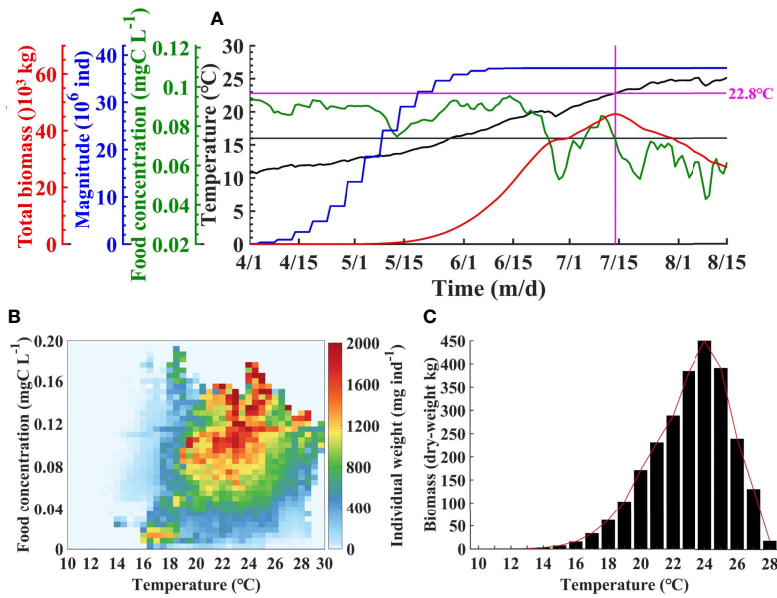 A
Total biomass ()10³ kg)
60
40
20
0
Magnitude (10⁶ ind)
40
30
20
10
0
Food concentration (mgC L⁻¹)
0.12
0.1
0.08
0.06
0.04
0.02
Temperature (°C)
30
25
20
15
10
5
0
22.8°C
4/1 4/15 5/1 5/15 6/1 6/15 7/1 7/15 8/1 8/15
Time (m/d)
B
Food concentration (mgC L⁻¹)
0.20
0.16
0.12
0.08
0.04
0
10 12 14 16 18 20 22 24 26 28 30
Temperature (°C)
2000
1600
1200
800
400
0
Individual weight (mg ind⁻¹)
C
Biomass (dry-weight kg)
450
400
350
300
250
200
150
100
50
0
10 12 14 16 18 20 22 24 26 28
Temperature (°C)